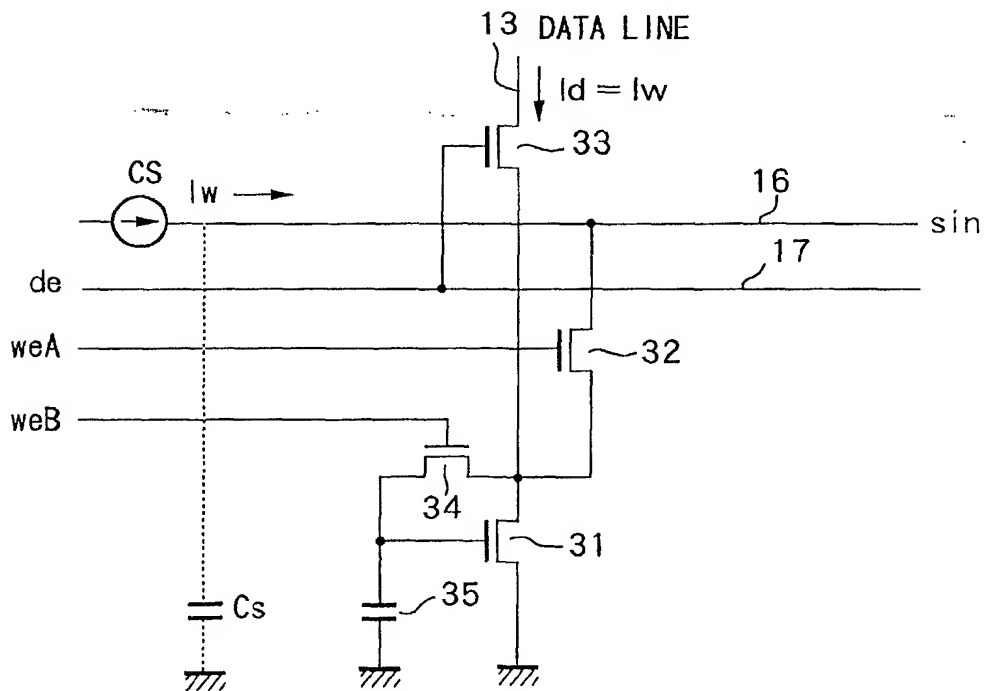 13 DATA LINE
Id = Iw
33
CS
Iw
16
sin
17
de
weA
32
weB
34
31
35
Cs